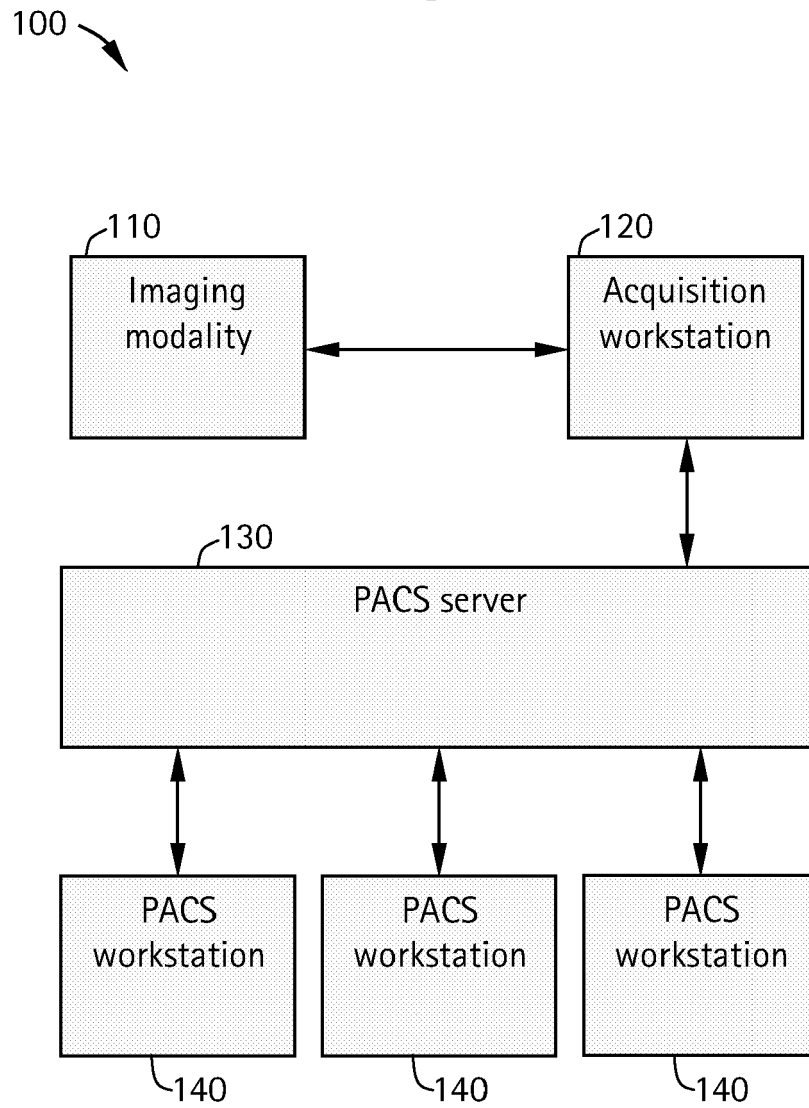 100
110
120
Imaging
modality
Acquisition
workstation
130
PACS server
PACS
workstation
PACS
workstation
PACS
workstation
140
140
140